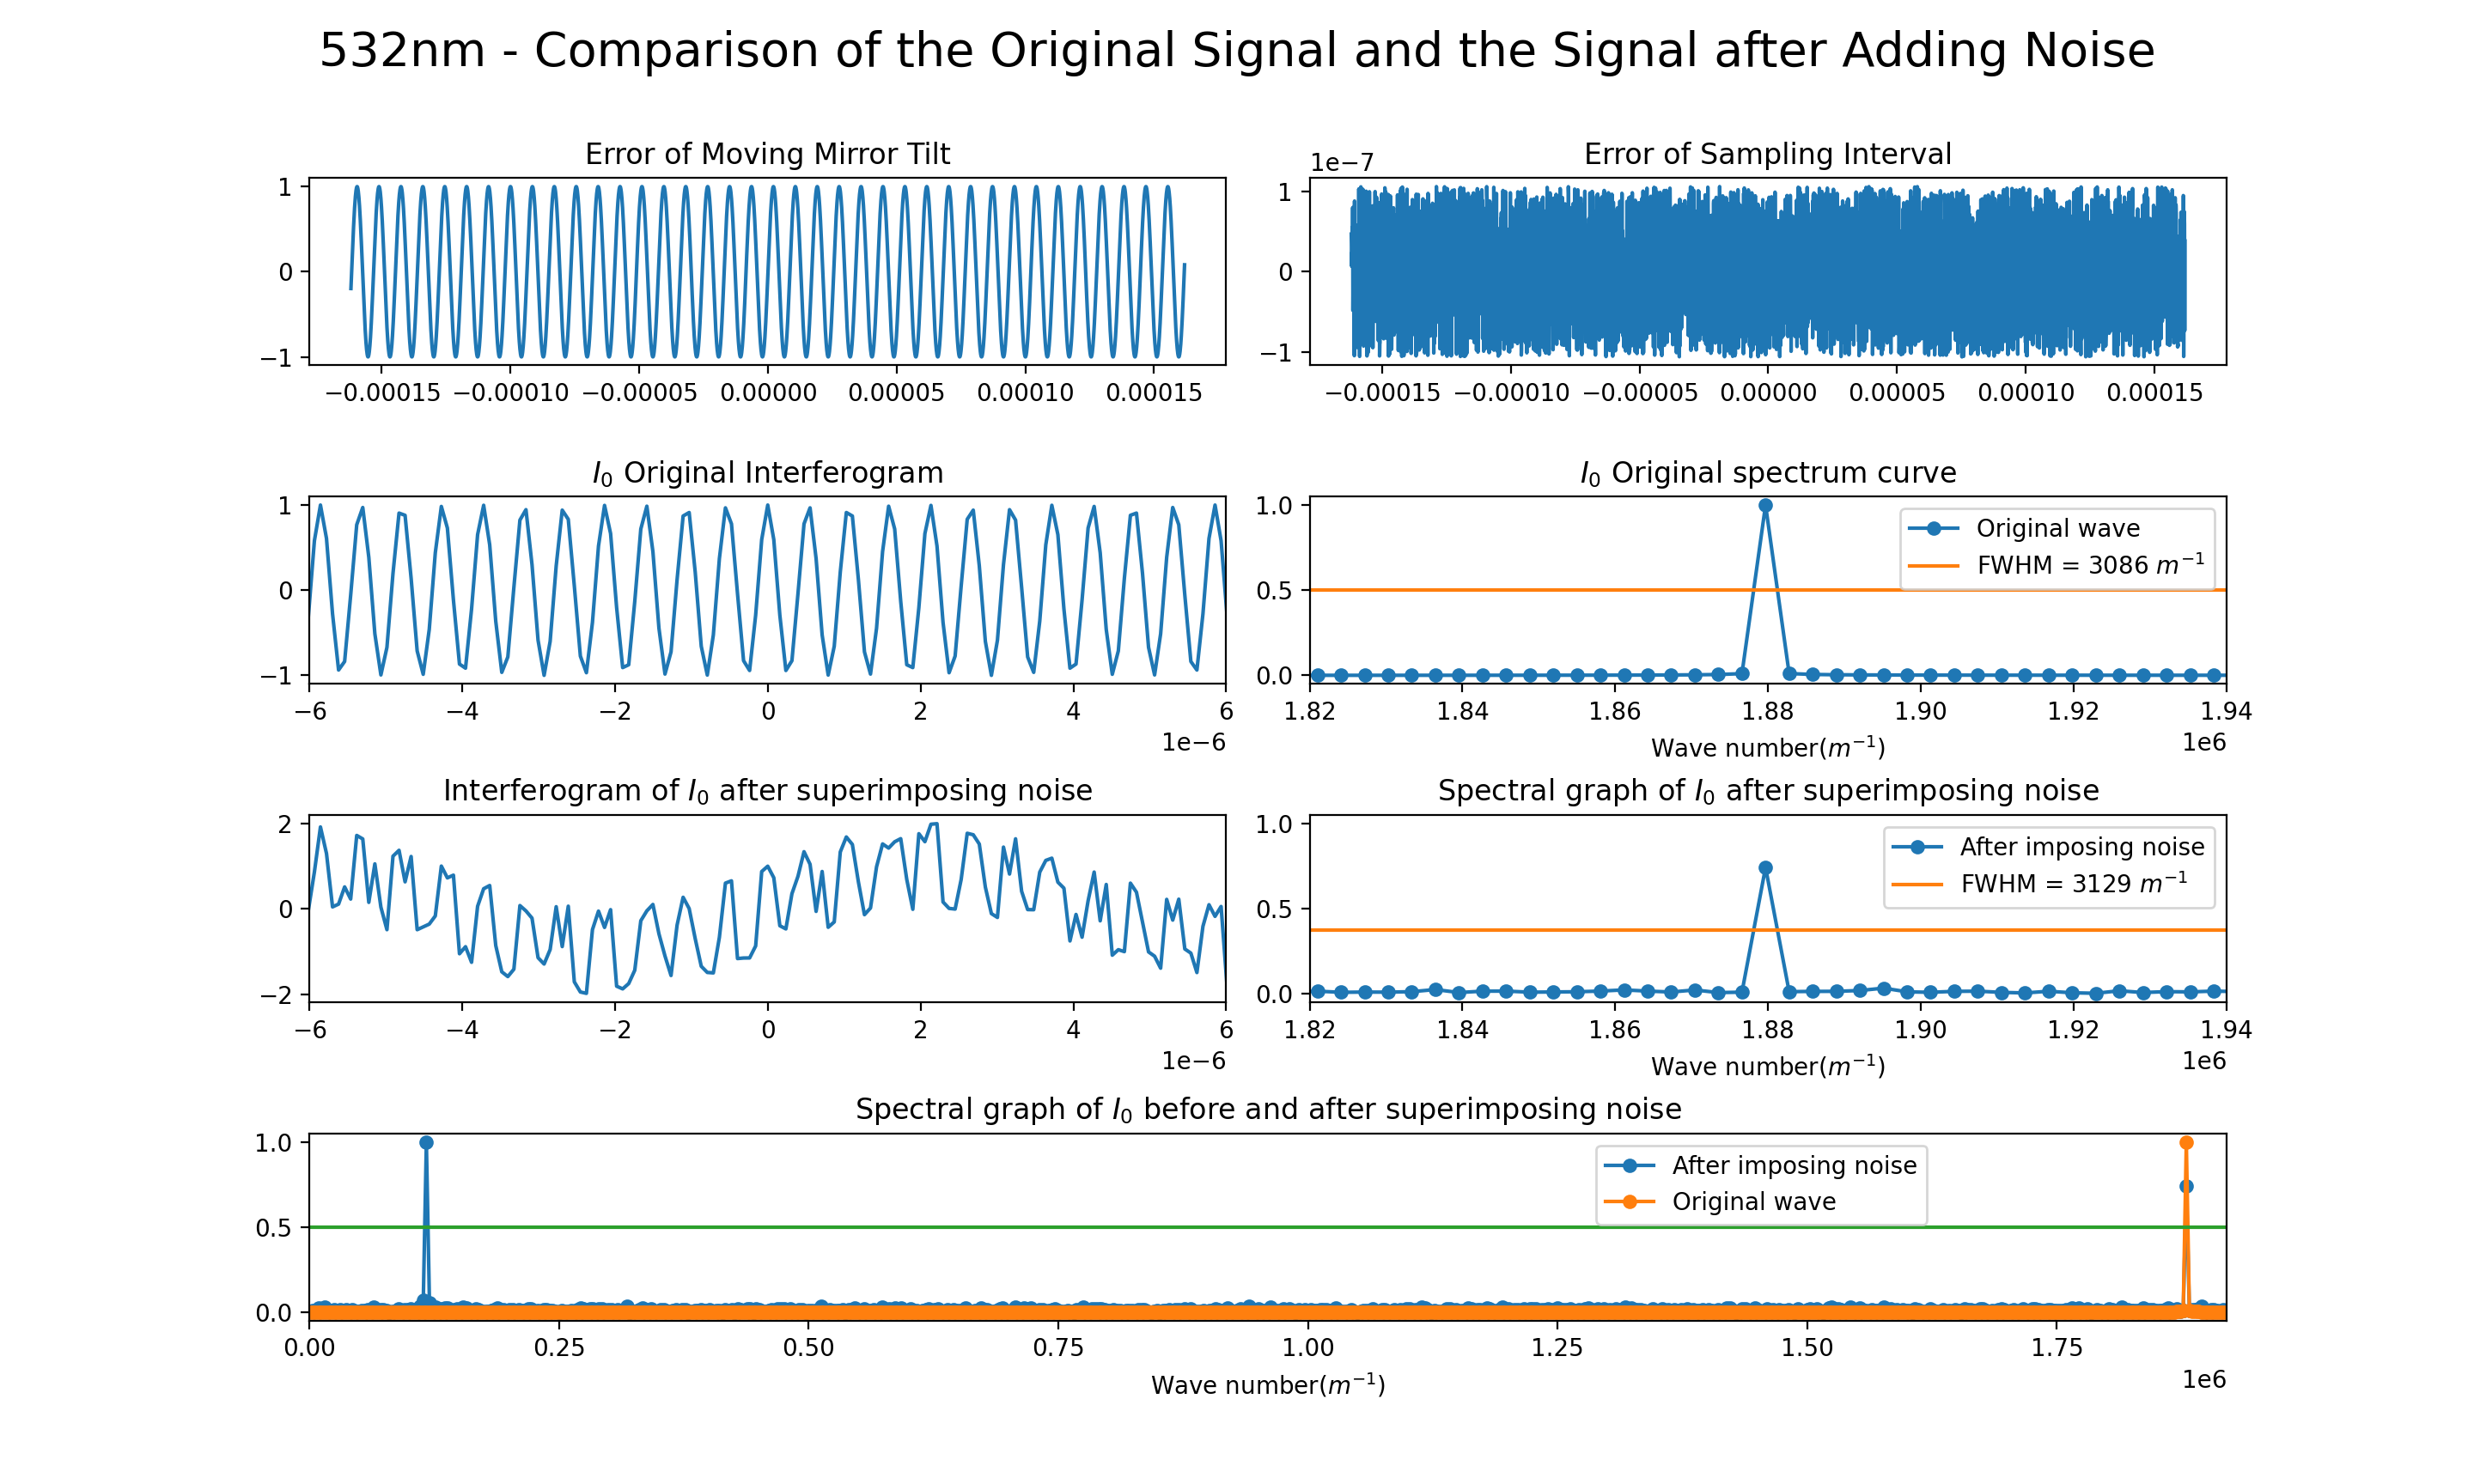 532nm - Comparison of the Original Signal and the Signal after Adding Noise
Error of Moving Mirror Tilt
1
0
−1
−0.00015 −0.00010 −0.00005 0.00000 0.00005 0.00010 0.00015
Error of Sampling Interval
1e−7
1
0
−1
−0.00015 −0.00010 −0.00005 0.00000 0.00005 0.00010 0.00015
I₀ Original Interferogram
1
0
−1
−6 −4 −2 0 2 4 6
1e−6
I₀ Original spectrum curve
1.0
0.5
0.0
Original wave
FWHM = 3086 m⁻¹
1.82 1.84 1.86 1.88 1.90 1.92 1.94
Wave number(m⁻¹)
1e6
Interferogram of I₀ after superimposing noise
2
0
−2
−6 −4 −2 0 2 4 6
1e−6
Spectral graph of I₀ after superimposing noise
1.0
0.5
0.0
After imposing noise
FWHM = 3129 m⁻¹
1.82 1.84 1.86 1.88 1.90 1.92 1.94
Wave number(m⁻¹)
1e6
Spectral graph of I₀ before and after superimposing noise
1.0
0.5
0.0
After imposing noise
Original wave
0.00 0.25 0.50 0.75 1.00 1.25 1.50 1.75
1e6
Wave number(m⁻¹)